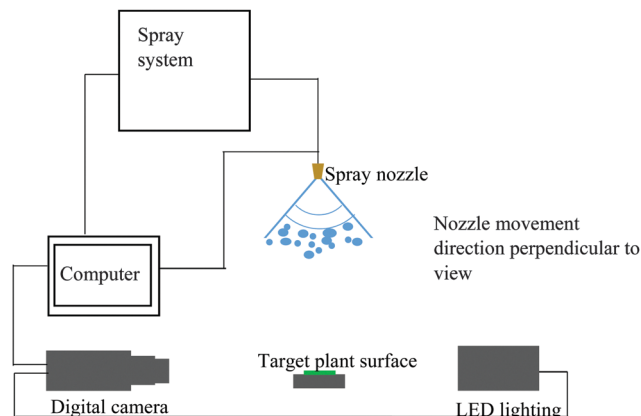 Spray
system
Spray nozzle
Nozzle movement
direction perpendicular to
view
Computer
Target plant surface
Digital camera
LED lighting